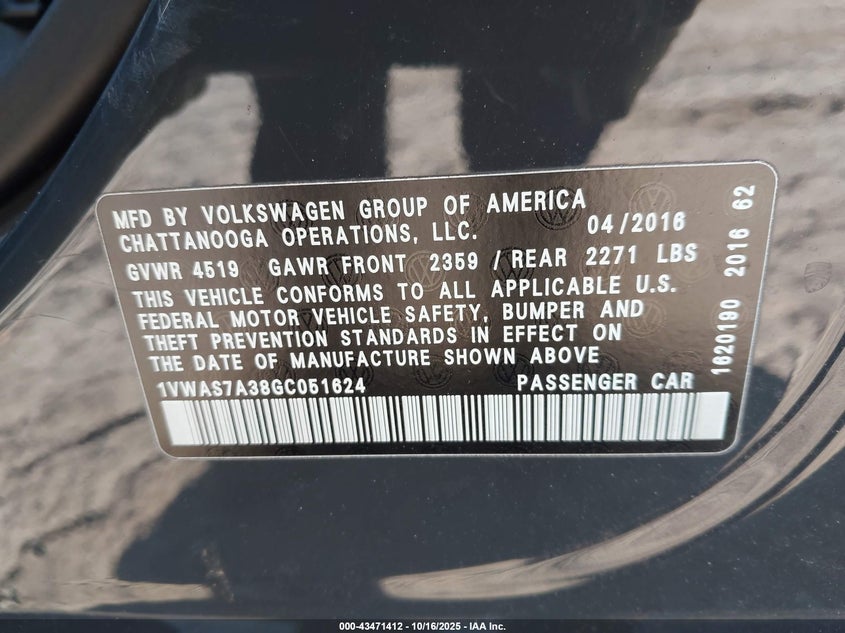 MFD BY VOLKSWAGEN GROUP OF AMERICA
CHATTANOOGA OPERATIONS, LLC. 04/2016
GVWR 4519 GAWR FRONT 2359 / REAR 2271 LBS
THIS VEHICLE CONFORMS TO ALL APPLICABLE U.S.
FEDERAL MOTOR VEHICLE SAFETY, BUMPER AND
THEFT PREVENTION STANDARDS IN EFFECT ON
THE DATE OF MANUFACTURE SHOWN ABOVE
1VWAS7A38GC051624 PASSENGER CAR
1620190 2016 62
000-43471412 - 10/16/2025 - IAA Inc.